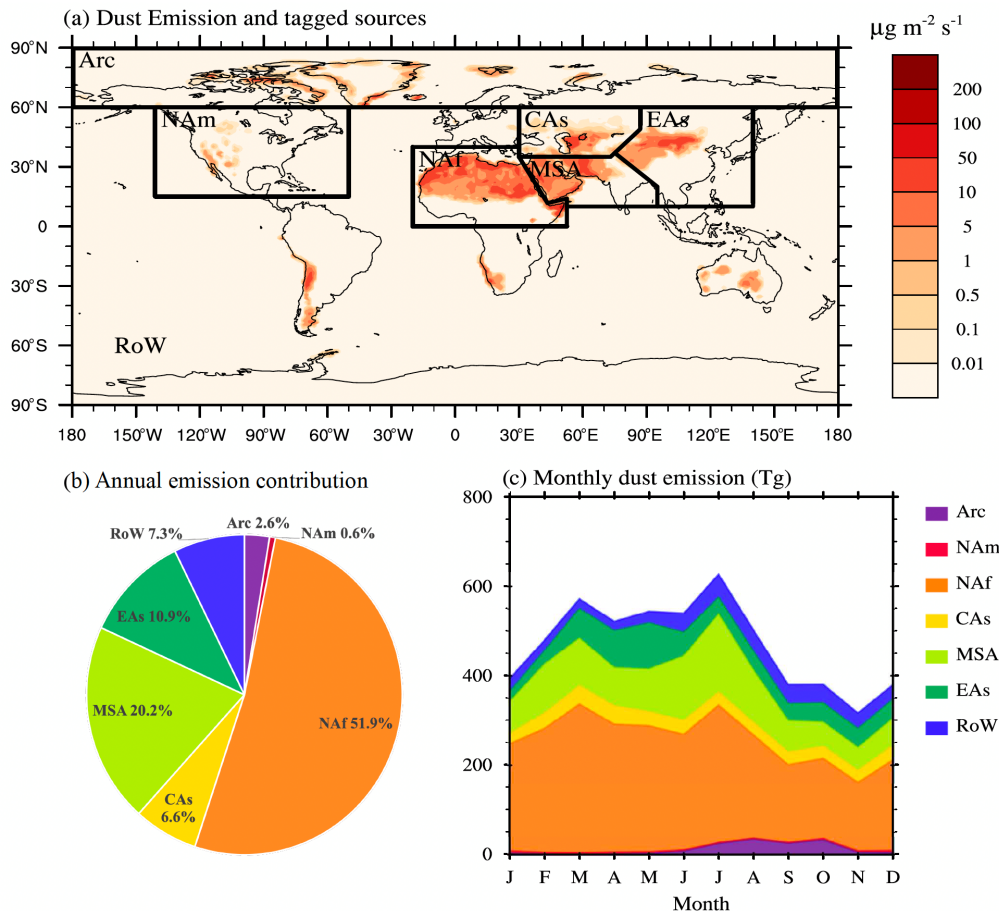 (a) Dust Emission and tagged sources
μg m⁻² s⁻¹
90°N
60°N
30°N
0
30°S
60°S
90°S
Arc
NAm
NAf
CAs
EAs
MSA
RoW
180 150°W 120°W 90°W 60°W 30°W 0 30°E 60°E 90°E 120°E 150°E 180
200
100
50
10
5
1
0.5
0.1
0.01
(b) Annual emission contribution
RoW 7.3%
Arc 2.6%
NAm 0.6%
EAs 10.9%
MSA 20.2%
NAf 51.9%
CAs
6.6%
(c) Monthly dust emission (Tg)
800
600
400
200
0
J F M A M J J A S O N D
Month
Arc
NAm
NAf
CAs
MSA
EAs
RoW